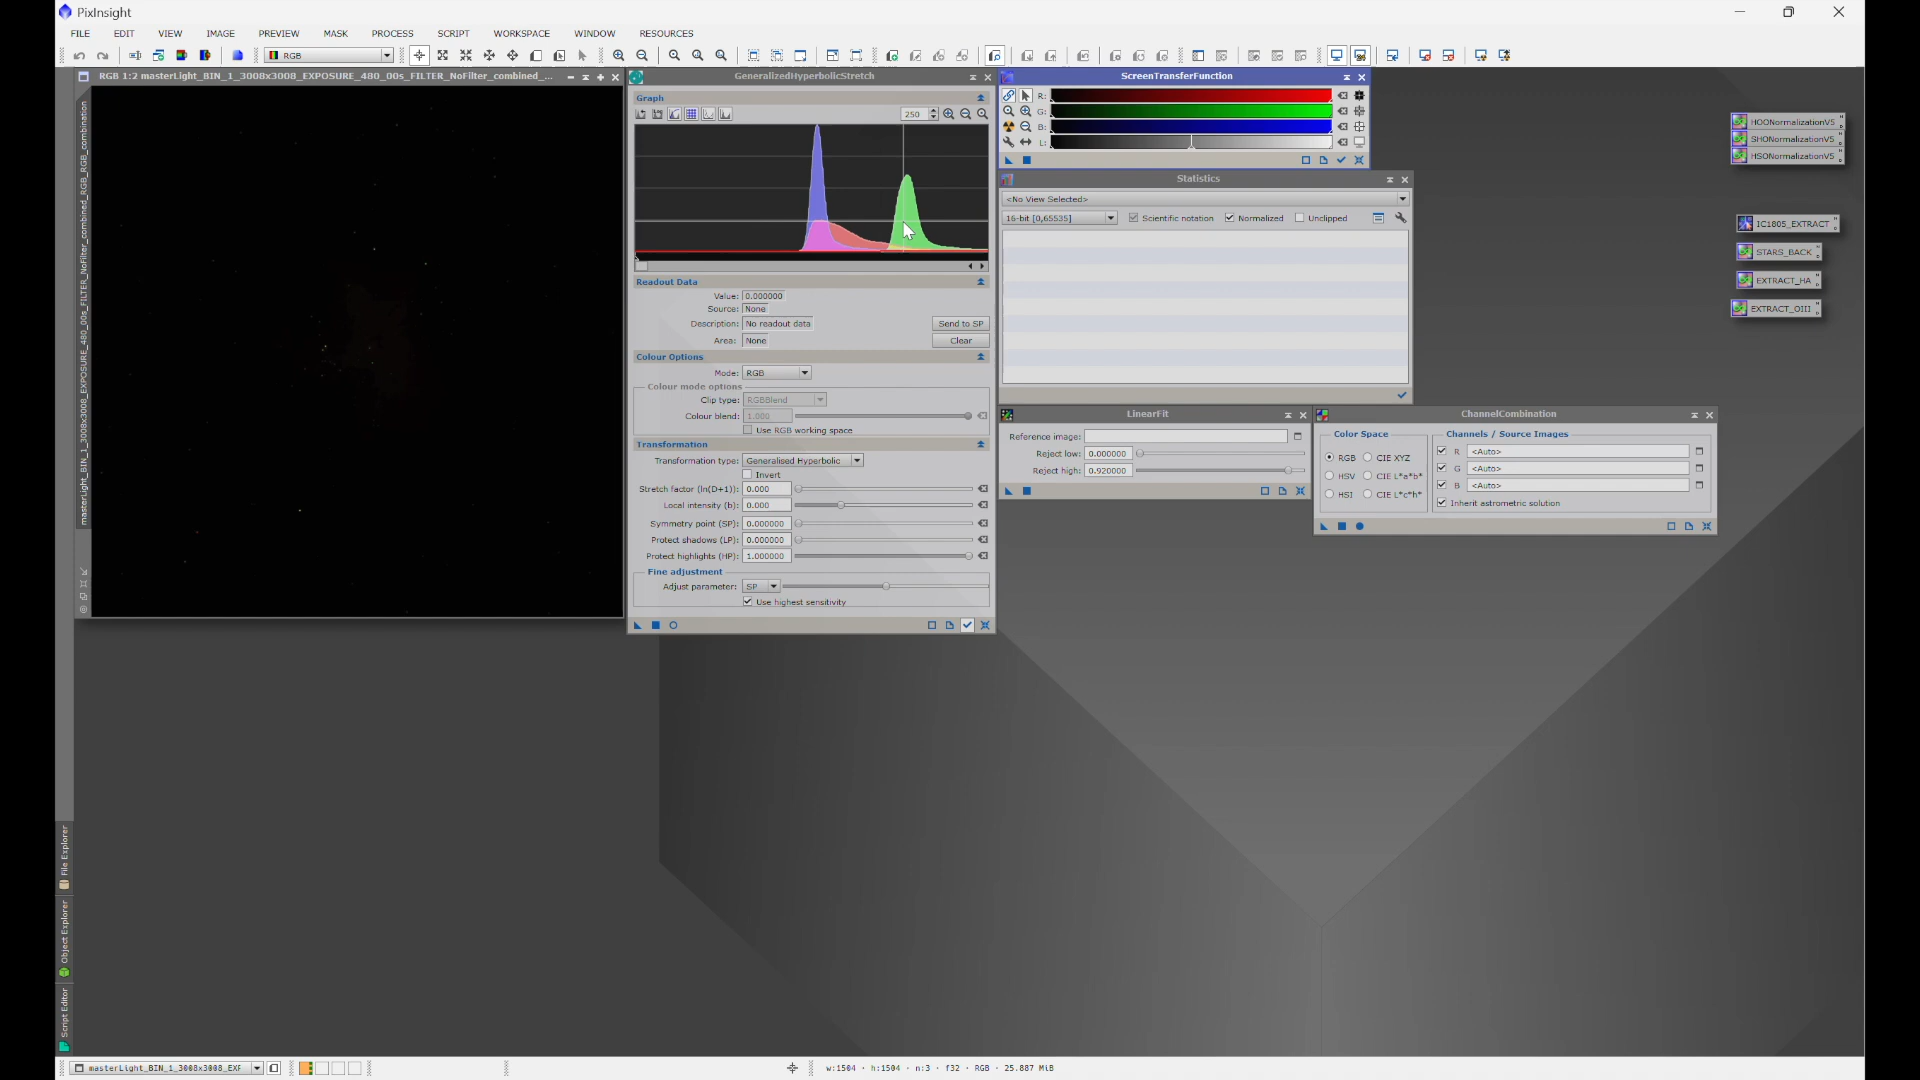 PixInsight
FILE EDIT VIEW IMAGE PREVIEW MASK PROCESS SCRIPT WORKSPACE WINDOW RESOURCES
RGB
RGB 1:2 masterLight_BIN_1_3008x3008_EXPOSURE_480_00s_FILTER_NoFilter_combined_...
masterLight_BIN_1_3008x3008_EXPOSURE_480_00s_FILTER_NoFilter_combined_RGB_RGB_combination
GeneralizedHyperbolicStretch
Graph
250
Readout Data
Value: 0.000000
Source: None
Description: No readout data
Send to SP
Area: None
Clear
Colour Options
Mode: RGB
Colour mode options
Clip type: RGBBlend
Colour blend: 1.000
Use RGB working space
Transformation
Transformation type: Generalised Hyperbolic
Invert
Stretch factor (ln(D+1)): 0.000
Local intensity (b): 0.000
Symmetry point (SP): 0.000000
Protect shadows (LP): 0.000000
Protect highlights (HP): 1.000000
Fine adjustment
Adjust parameter: SP
Use highest sensitivity
ScreenTransferFunction
R:
G:
B:
L:
Statistics
<No View Selected>
16-bit [0,65535] Scientific notation Normalized Unclipped
LinearFit
Reference image:
Reject low: 0.000000
Reject high: 0.920000
ChannelCombination
Color Space
RGB CIE XYZ
HSV CIE L*a*b*
HSI CIE L*c*h*
Channels / Source Images
R <Auto>
G <Auto>
B <Auto>
Inherit astrometric solution
HOONormalizationV5
SHONormalizationV5
HSONormalizationV5
IC1805_EXTRACT
STARS_BACK
EXTRACT_HA
EXTRACT_OIII
File Explorer
Object Explorer
Script Editor
masterLight_BIN_1_3008x3008_EXF
w:1504 · h:1504 · n:3 · f32 · RGB · 25.887 MiB